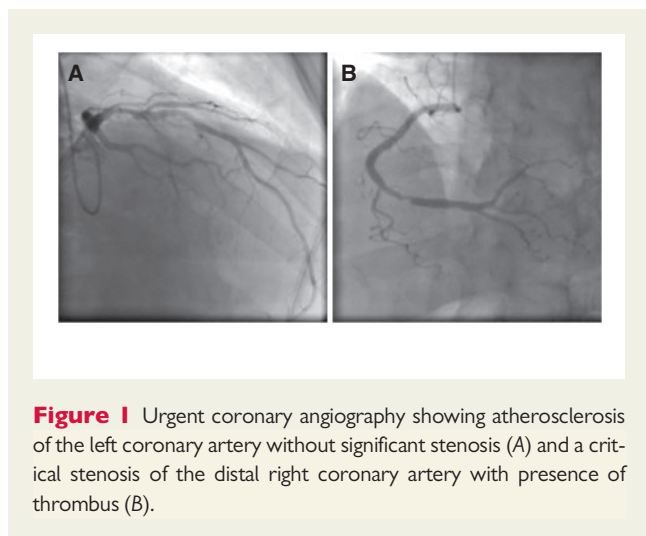 A
B
Figure 1 Urgent coronary angiography showing atherosclerosis
of the left coronary artery without significant stenosis (A) and a crit-
ical stenosis of the distal right coronary artery with presence of
thrombus (B).